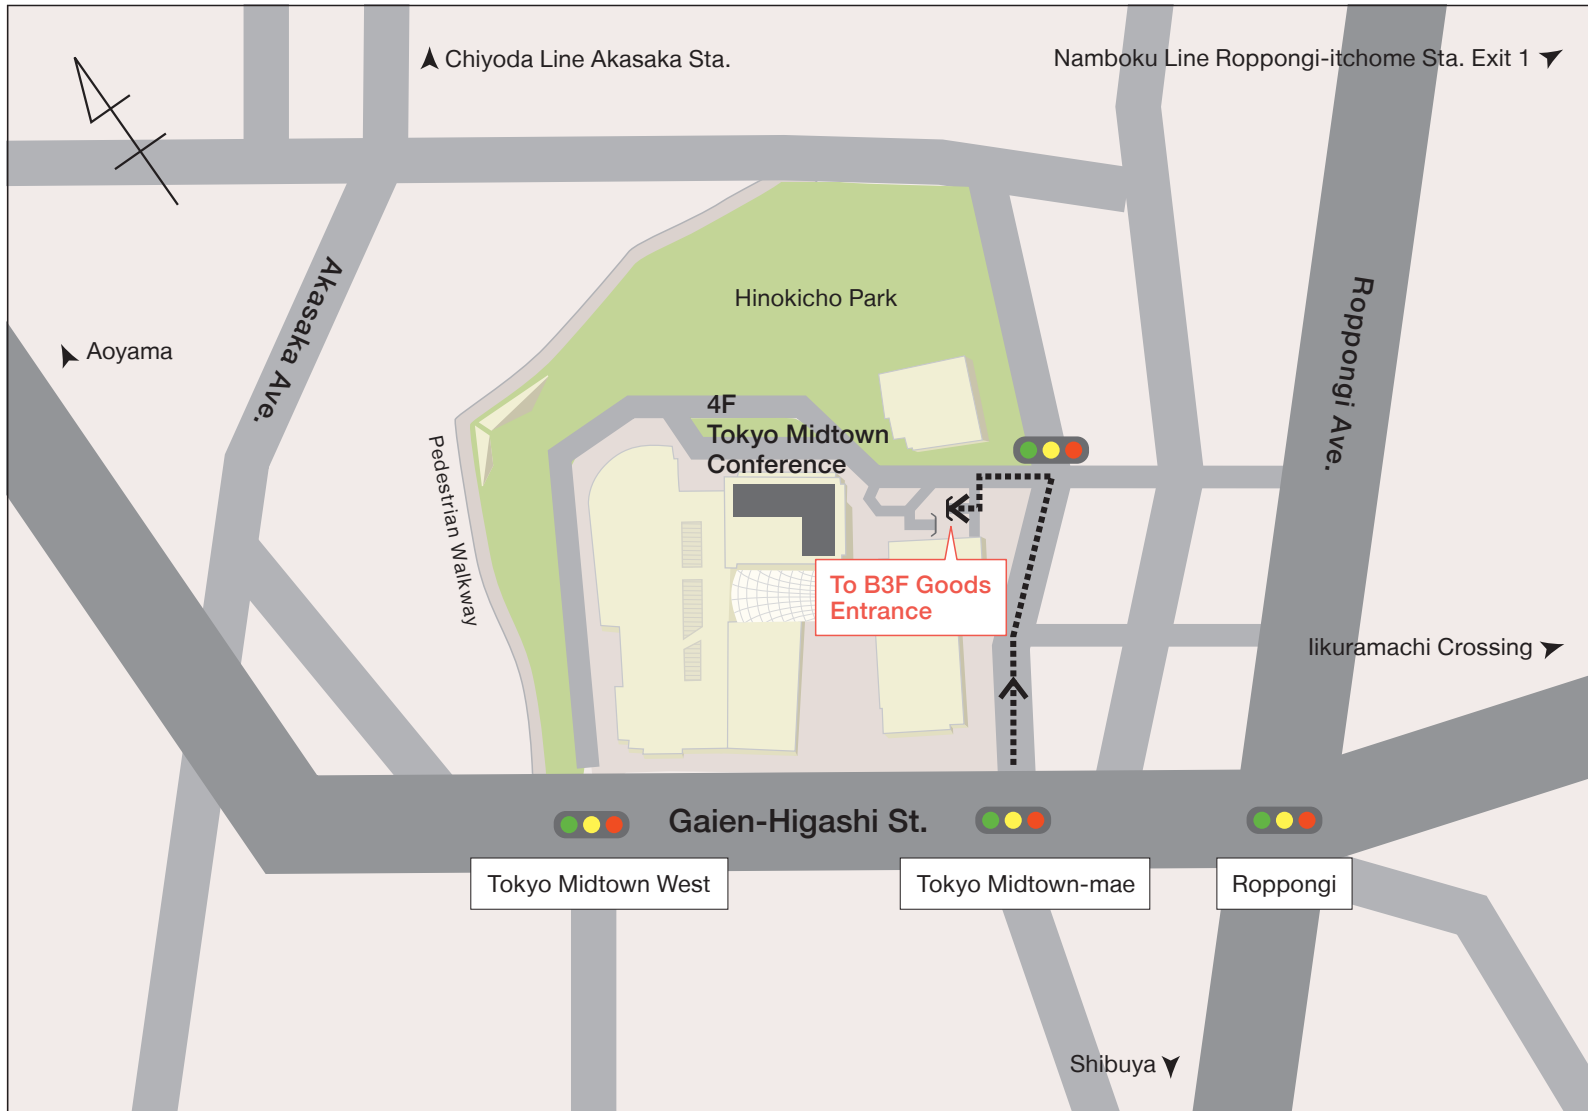 Chiyoda Line Akasaka Sta.
Namboku Line Roppongi-itchome Sta. Exit 1
Akasaka Ave.
Aoyama
Hinokicho Park
Roppongi Ave.
4F
Tokyo Midtown
Conference
Pedestrian Walkway
To B3F Goods
Entrance
Iikuramachi Crossing
Gaien-Higashi St.
Tokyo Midtown West
Tokyo Midtown-mae
Roppongi
Shibuya